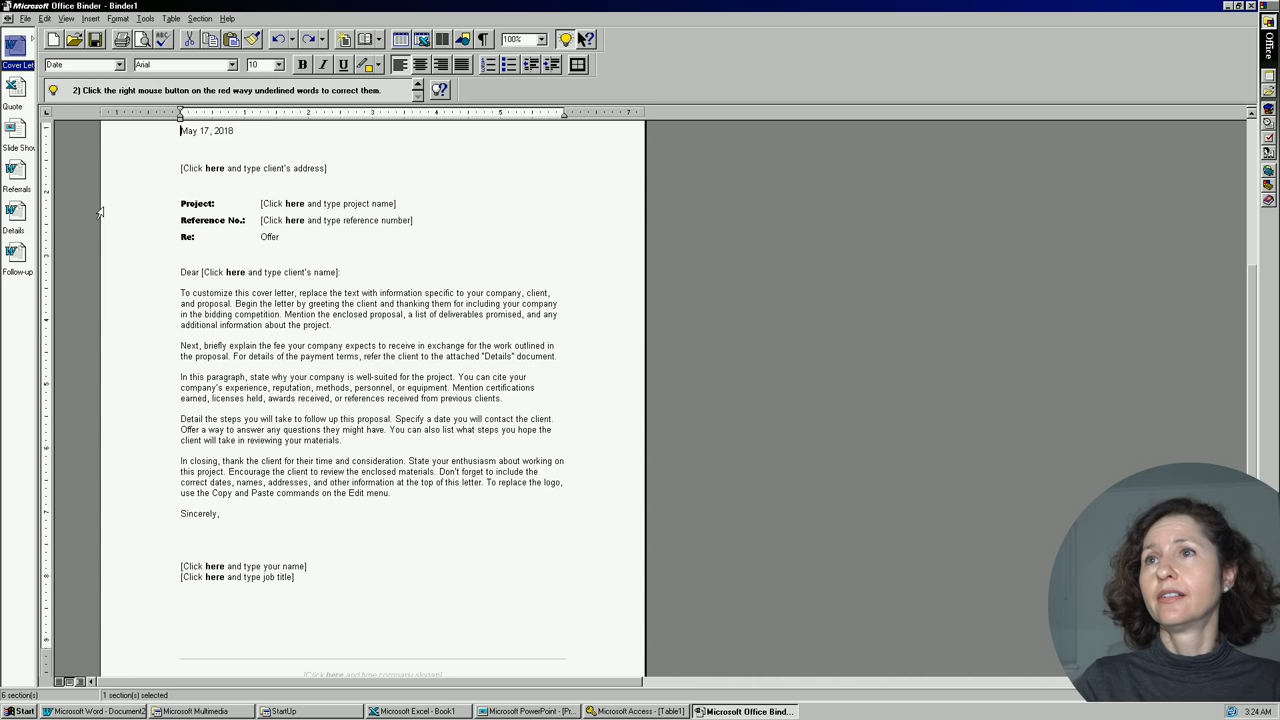 Microsoft Office Binder - Binder1
File Edit View Insert Format Tools Table Section Help
100%
Date Arial 10 B I U
2) Click the right mouse button on the red wavy underlined words to correct them.
Office
1 1 2 3 4 5 6 7
Cover Let
Quote
Slide Show
Referrals
Details
Follow-up
May 17, 2018
[Click here and type client's address]
Project: [Click here and type project name]
Reference No.: [Click here and type reference number]
Re: Offer
Dear [Click here and type client's name]:
To customize this cover letter, replace the text with information specific to your company, client,
and proposal. Begin the letter by greeting the client and thanking them for including your company
in the bidding competition. Mention the enclosed proposal, a list of deliverables promised, and any
additional information about the project.
Next, briefly explain the fee your company expects to receive in exchange for the work outlined in
the proposal. For details of the payment terms, refer the client to the attached "Details" document.
In this paragraph, state why your company is well-suited for the project. You can cite your
company's experience, reputation, methods, personnel, or equipment. Mention certifications
earned, licenses held, awards received, or references received from previous clients.
Detail the steps you will take to follow up this proposal. Specify a date you will contact the client.
Offer a way to answer any questions they might have. You can also list what steps you hope the
client will take in reviewing your materials.
In closing, thank the client for their time and consideration. State your enthusiasm about working on
this project. Encourage the client to review the enclosed materials. Don't forget to include the
correct dates, names, addresses, and other information at the top of this letter. To replace the logo,
use the Copy and Paste commands on the Edit menu.
Sincerely,
[Click here and type your name]
[Click here and type job title]
[Click here and type company slogan]
6 section(s) 1 section(s) selected
Start Microsoft Word - Document2 Microsoft Multimedia StartUp Microsoft Excel - Book1 Microsoft PowerPoint - [Pr... Microsoft Access - [Table1] Microsoft Office Bind... 3:24 AM